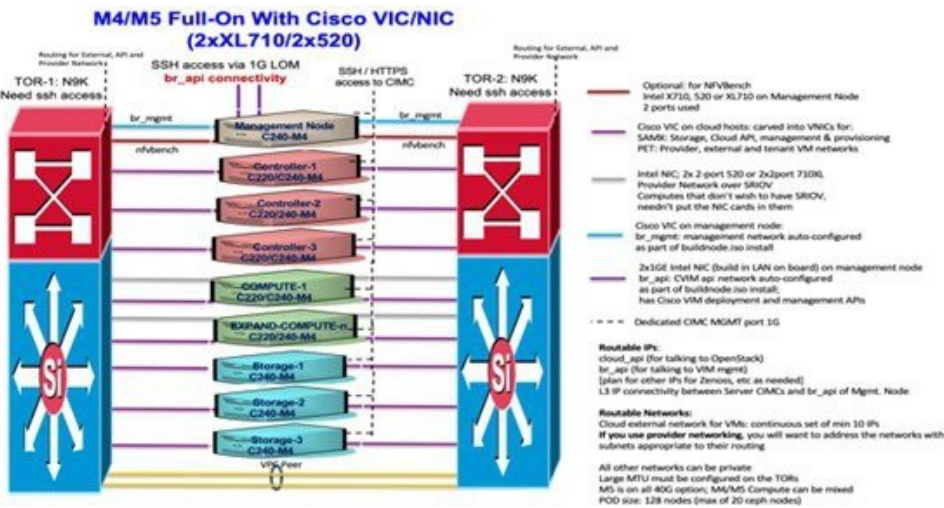 M4/M5 Full-On With Cisco VIC/NIC
(2xXL710/2x520)
Routing for External, API and
Provider Network
TOR-1: N9K
Need ssh access
SSH access via 1G LOM
br_api connectivity
SSH / HTTPS
access to CIMC
Routing for External, API and
Provider Network
TOR-2: N9K
Need ssh access
br_mgmt
nfvbench
br_mgmt
nfvbench
Management Node
C240-M4
Controller-1
C220/C240-M4
Controller-2
C220/240-M4
Controller-3
C220/C240-M4
COMPUTE-1
C220/C240-M4
EXPAND-COMPUTE-n
C220/240-M4
Storage-1
C240-M4
Storage-2
C240-M4
Storage-3
C240-M4
VPC Peer
Si
Si
Optional: for NFVBench
Intel X710, 520 or XL710 on Management Node
2 ports used
Cisco VIC on cloud hosts: carved into VNICs for:
SAMX: Storage, Cloud API, management & provisioning
PET: Provider, external and tenant VM networks
Intel NIC; 2x 2-port 520 or 2x2port 710XL
Provider Network over SRIOV
Computes that don't wish to have SRIOV,
needn't put the NIC cards in them
Cisco VIC on management node:
br_mgmt: management network auto-configured
as part of buildnode.iso install
2x1GE Intel NIC (build in LAN on board) on management node
br_api: CVIM api network auto-configured
as part of buildnode.iso install;
has Cisco VIM deployment and management APIs
Dedicated CIMC MGMT port 1G
Routable IPs:
cloud_api (for talking to OpenStack)
br_api (for talking to VIM mgmt)
[plan for other IPs for Zenoss, etc as needed]
L3 IP connectivity between Server CIMCs and br_api of Mgmt. Node
Routable Networks:
Cloud external network for VMs: continuous set of min 10 IPs
If you use provider networking, you will want to address the networks with
subnets appropriate to their routing
All other networks can be private
Large MTU must be configured on the TORs
M5 is on all 40G option; M4/M5 Compute can be mixed
POD size: 128 nodes (max of 20 ceph nodes)